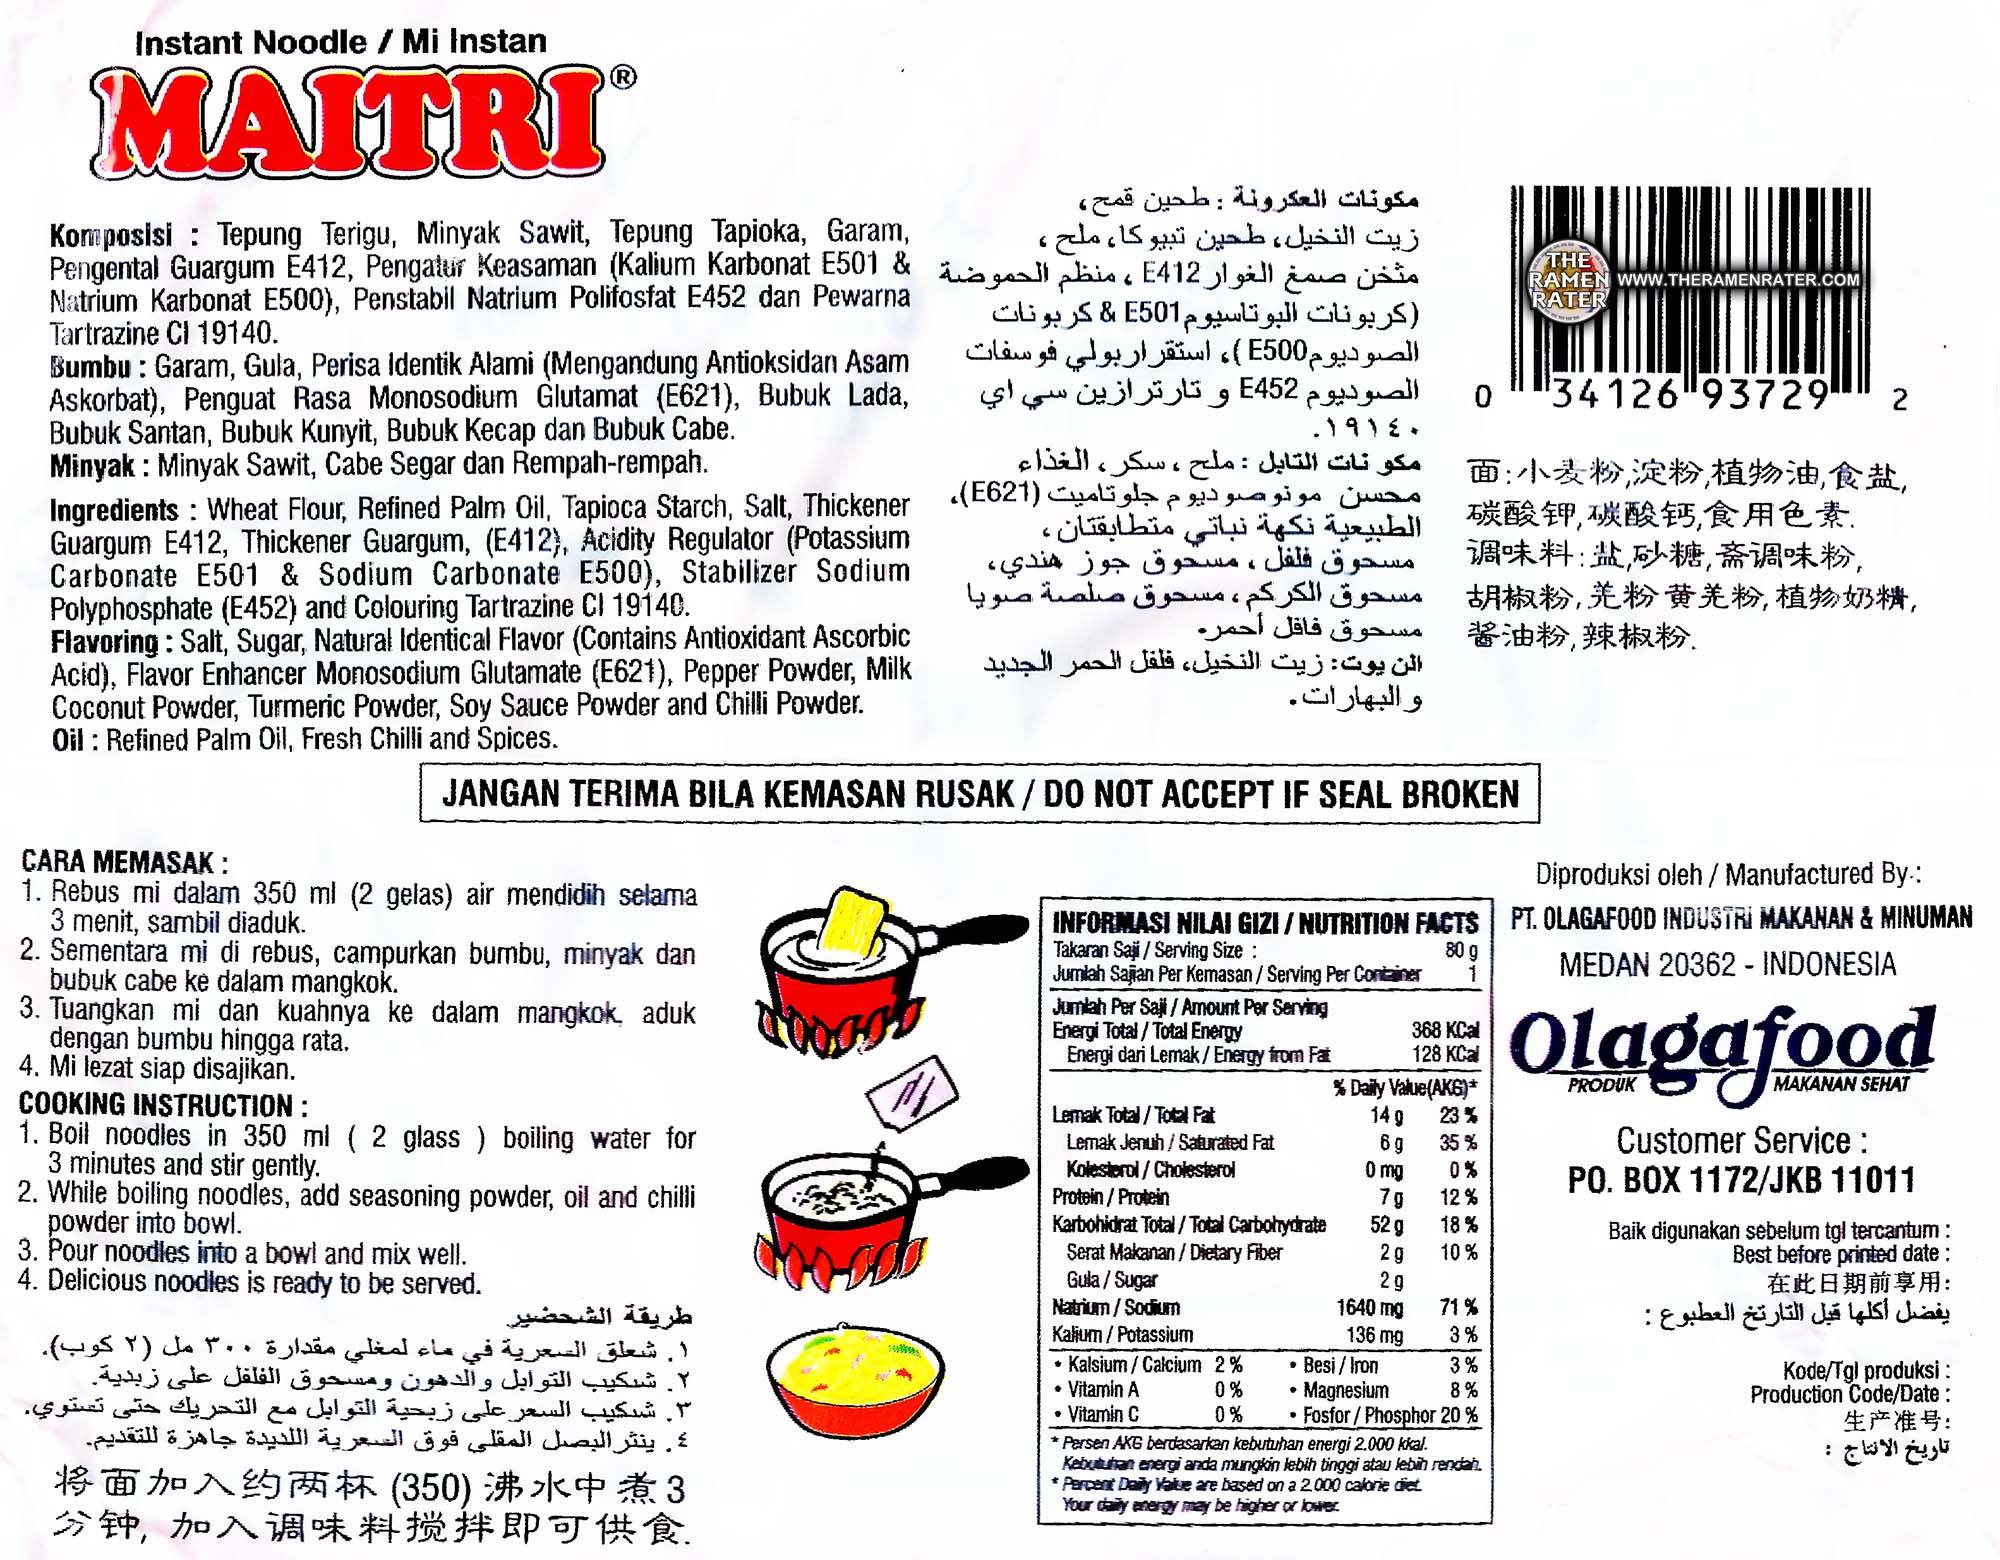 Instant Noodle / Mi Instan
MAITRI®
Komposisi : Tepung Terigu, Minyak Sawit, Tepung Tapioka, Garam,
Pengental Guargum E412, Pengatur Keasaman (Kalium Karbonat E501 &
Natrium Karbonat E500), Penstabil Natrium Polifosfat E452 dan Pewarna
Tartrazine CI 19140.
Bumbu : Garam, Gula, Perisa Identik Alami (Mengandung Antioksidan Asam
Askorbat), Penguat Rasa Monosodium Glutamat (E621), Bubuk Lada,
Bubuk Santan, Bubuk Kunyit, Bubuk Kecap dan Bubuk Cabe.
Minyak : Minyak Sawit, Cabe Segar dan Rempah-rempah.
Ingredients : Wheat Flour, Refined Palm Oil, Tapioca Starch, Salt, Thickener
Guargum E412, Thickener Guargum, (E412), Acidity Regulator (Potassium
Carbonate E501 & Sodium Carbonate E500), Stabilizer Sodium
Polyphosphate (E452) and Colouring Tartrazine CI 19140.
Flavoring : Salt, Sugar, Natural Identical Flavor (Contains Antioxidant Ascorbic
Acid), Flavor Enhancer Monosodium Glutamate (E621), Pepper Powder, Milk
Coconut Powder, Turmeric Powder, Soy Sauce Powder and Chilli Powder.
Oil : Refined Palm Oil, Fresh Chilli and Spices.
مكونات العكرونة : طحين قمح،
زيت النخيل، طحين تبيوكا، ملح ،
مثخن صمغ الغوار E412 ، منظم الحموضة
(كربونات البوتاسيوم E501 & كربونات
الصوديوم E500 )، استقرار بولي فوسفات
الصوديوم E452 و تارترازين سي اي
١٩١٤٠.
مكو نات التابل : ملح ، سكر ، الغذاء
محسن مونوصوديوم جلوتاميت (E621)،
الطبيعية نكهة نباتي متطابقتان ،
مسحوق فلفل ، مسحوق جوز هندي،
مسحوق الكركم ، مسحوق صلصة صويا
مسحوق فاقل أحمر.
الن يوت: زيت النخيل، فلفل الحمر الجديد
و البهارات.
THE
RAMEN
RATER
WWW.THERAMENRATER.COM
0 34126 93729 2
面:小麦粉,淀粉,植物油,食盐,
碳酸钾,碳酸钙,食用色素.
调味料:盐,砂糖,斋调味粉,
胡椒粉,羌粉 黄羌粉,植物奶精,
酱油粉,辣椒粉.
JANGAN TERIMA BILA KEMASAN RUSAK / DO NOT ACCEPT IF SEAL BROKEN
CARA MEMASAK :
1. Rebus mi dalam 350 ml (2 gelas) air mendidih selama
3 menit, sambil diaduk.
2. Sementara mi di rebus, campurkan bumbu, minyak dan
bubuk cabe ke dalam mangkok.
3. Tuangkan mi dan kuahnya ke dalam mangkok, aduk
dengan bumbu hingga rata.
4. Mi lezat siap disajikan.
COOKING INSTRUCTION :
1. Boil noodles in 350 ml ( 2 glass ) boiling water for
3 minutes and stir gently.
2. While boiling noodles, add seasoning powder, oil and chilli
powder into bowl.
3. Pour noodles into a bowl and mix well.
4. Delicious noodles is ready to be served.
طريقة الشحضير
١. شعلق السعرية في ماء لمغلي مقدارة ٣٠٠ مل (٢ كوب).
٢. شكيب التوابل والدهون ومسحوق الفلفل على زبدية.
٣. شكيب السعر على زبحية التوابل مع التحريك حتى تستوي.
٤. ينثر البصل المقلي فوق السعرية اللديدة جاهزة للتقديم.
将面加入约两杯 (350) 沸水中煮3
分钟, 加入调味料搅拌即可供食.
INFORMASI NILAI GIZI / NUTRITION FACTS
Takaran Saji / Serving Size : 80 g
Jumlah Sajian Per Kemasan / Serving Per Container 1
Jumlah Per Saji / Amount Per Serving
Energi Total / Total Energy 368 KCal
Energi dari Lemak / Energy from Fat 128 KCal
% Daily Value(AKG)*
Lemak Total / Total Fat 14 g 23 %
Lemak Jenuh / Saturated Fat 6 g 35 %
Kolesterol / Cholesterol 0 mg 0 %
Protein / Protein 7 g 12 %
Karbohidrat Total / Total Carbohydrate 52 g 18 %
Serat Makanan / Dietary Fiber 2 g 10 %
Gula / Sugar 2 g
Natrium / Sodium 1640 mg 71 %
Kalium / Potassium 136 mg 3 %
• Kalsium / Calcium 2 % • Besi / Iron 3 %
• Vitamin A 0 % • Magnesium 8 %
• Vitamin C 0 % • Fosfor / Phosphor 20 %
* Persen AKG berdasarkan kebutuhan energi 2.000 kkal.
Kebutuhan energi anda mungkin lebih tinggi atau lebih rendah.
* Percent Daily Value are based on a 2,000 calorie diet.
Your daily energy may be higher or lower.
Diproduksi oleh / Manufactured By :
PT. OLAGAFOOD INDUSTRI MAKANAN & MINUMAN
MEDAN 20362 - INDONESIA
Olagafood
PRODUK MAKANAN SEHAT
Customer Service :
PO. BOX 1172/JKB 11011
Baik digunakan sebelum tgl tercantum :
Best before printed date :
在此日期前享用:
يفضل أكلها قبل التارتخ العطبوع :
Kode/Tgl produksi :
Production Code/Date :
生产准号:
تاريخ الانتاج :